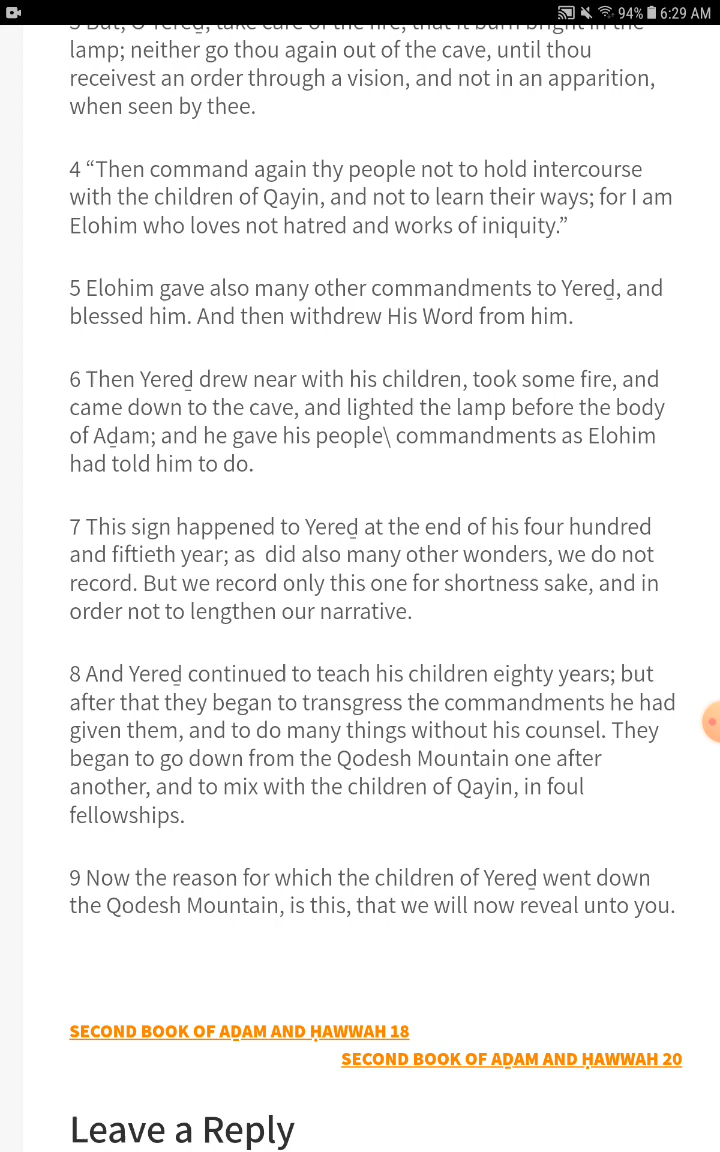 94% 6:29 AM
lamp; neither go thou again out of the cave, until thou
receivest an order through a vision, and not in an apparition,
when seen by thee.
4 “Then command again thy people not to hold intercourse
with the children of Qayin, and not to learn their ways; for I am
Elohim who loves not hatred and works of iniquity.”
5 Elohim gave also many other commandments to Yereḏ, and
blessed him. And then withdrew His Word from him.
6 Then Yereḏ drew near with his children, took some fire, and
came down to the cave, and lighted the lamp before the body
of Aḏam; and he gave his people\ commandments as Elohim
had told him to do.
7 This sign happened to Yereḏ at the end of his four hundred
and fiftieth year; as  did also many other wonders, we do not
record. But we record only this one for shortness sake, and in
order not to lengthen our narrative.
8 And Yereḏ continued to teach his children eighty years; but
after that they began to transgress the commandments he had
given them, and to do many things without his counsel. They
began to go down from the Qodesh Mountain one after
another, and to mix with the children of Qayin, in foul
fellowships.
9 Now the reason for which the children of Yereḏ went down
the Qodesh Mountain, is this, that we will now reveal unto you.
SECOND BOOK OF AḎAM AND ḤAWWAH 18
SECOND BOOK OF AḎAM AND ḤAWWAH 20
Leave a Reply